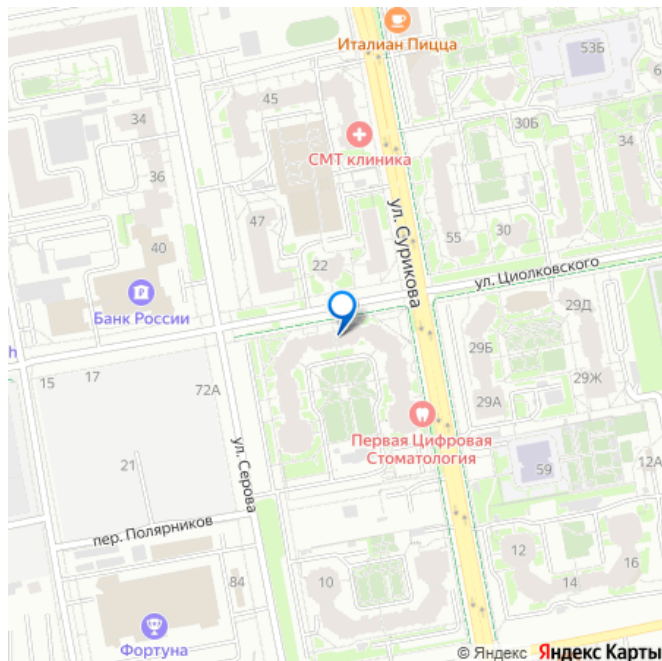 Италиан Пицца
53Б
6
45
34
СМТ клиника
30Б
34
36
ул. Сурикова
47
55
30
40
22
ул. Циолковского
Банк России
29Д
h
29Б
15
17
72А
29Ж
29А
Первая Цифровая
Стоматология
ул. Серова
21
59
12А
пер. Полярников
12
16
84
10
14
Фортуна
© Яндекс Яндекс Карты